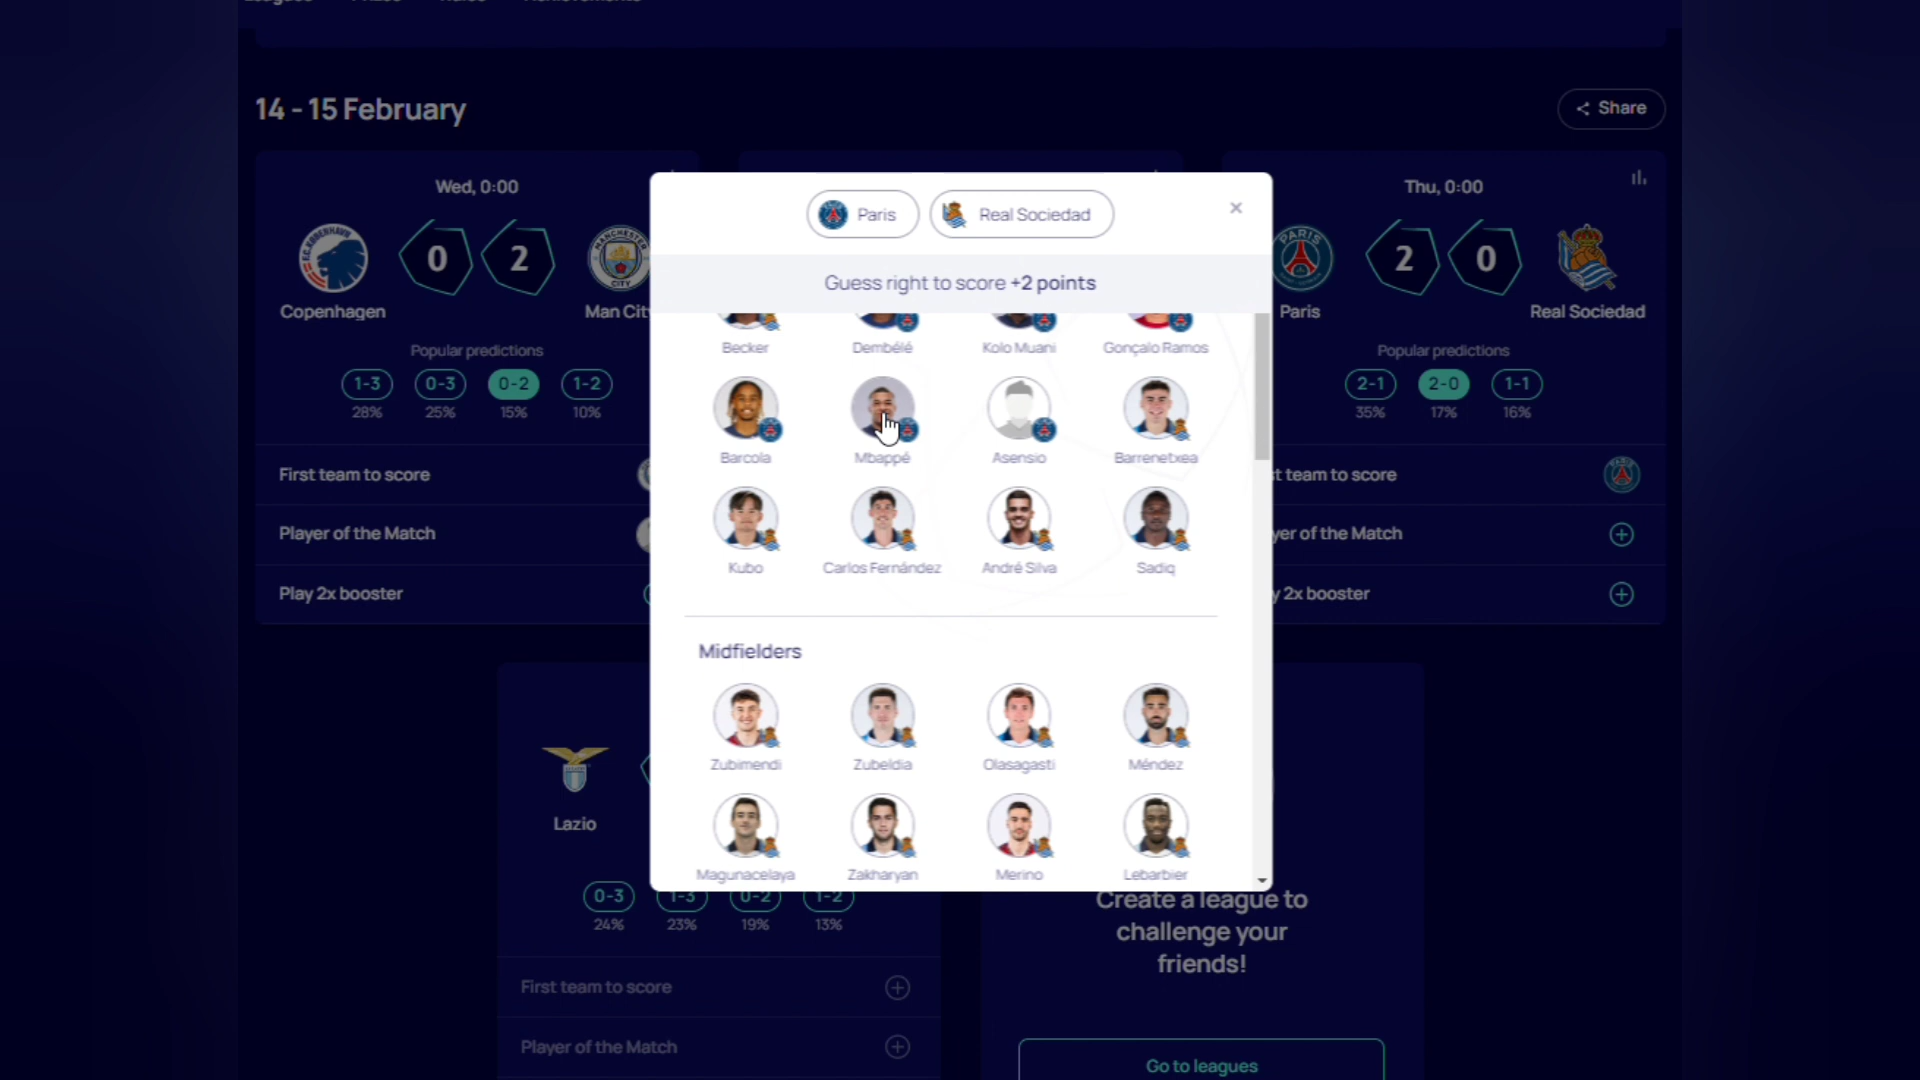 14 - 15 February
Share
Wed, 0:00
Copenhagen
0
2
Man Cit
Popular predictions
1-3
0-3
0-2
1-2
28%
25%
15%
10%
First team to score
Player of the Match
Play 2x booster
Paris
Real Sociedad
×
Guess right to score +2 points
Becker
Dembélé
Kolo Muani
Gonçalo Ramos
Barcola
Mbappé
Asensio
Barrenetxea
Kubo
Carlos Fernández
André Silva
Sadiq
Midfielders
Zubimendi
Zubeldia
Olasagasti
Méndez
Magunacelaya
Zakharyan
Merino
Lebarbier
Thu, 0:00
Paris
2
0
Real Sociedad
Popular predictions
2-1
2-0
1-1
35%
17%
16%
t team to score
yer of the Match
y 2x booster
Lazio
0-3
1-3
0-2
1-2
24%
23%
19%
13%
First team to score
Player of the Match
Create a league to
challenge your
friends!
Go to leagues